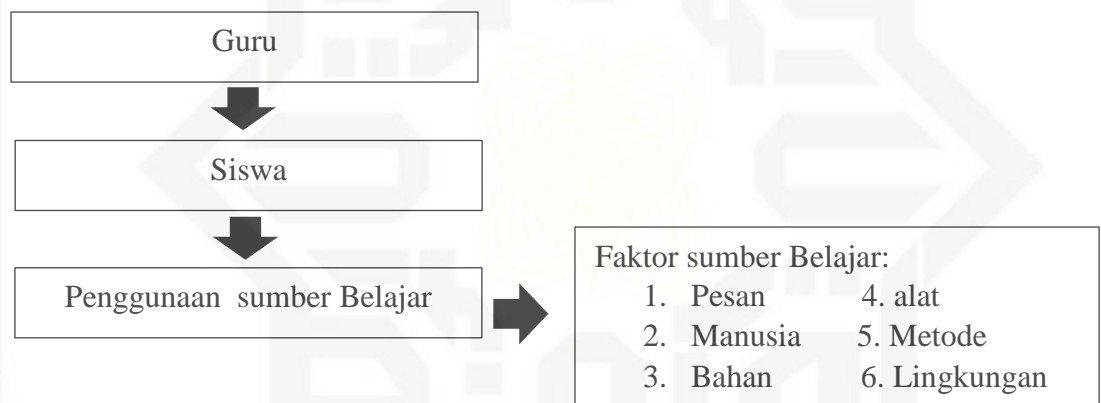 Guru
Siswa
Penggunaan sumber Belajar
Faktor sumber Belajar:
1. Pesan 4. alat
2. Manusia 5. Metode
3. Bahan 6. Lingkungan